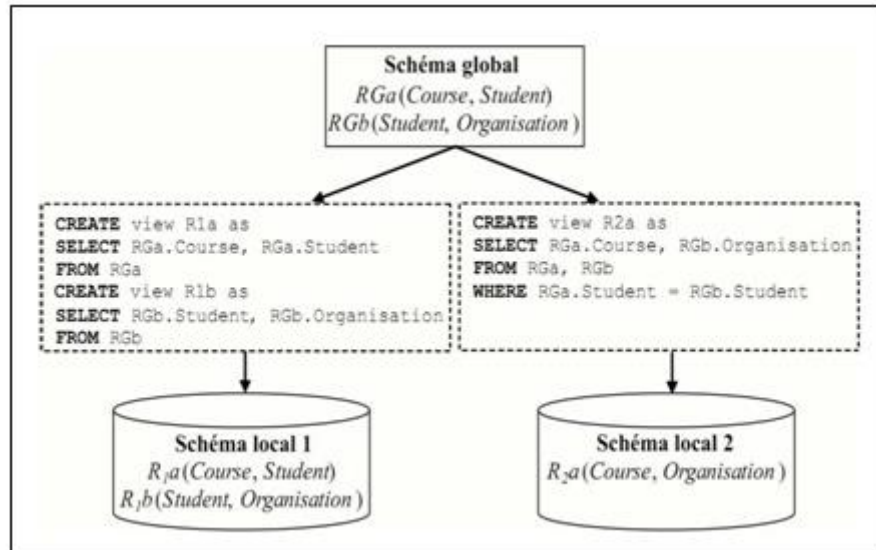 Schéma global
RGa(Course, Student)
RGb(Student, Organisation)
CREATE view R1a as
SELECT RGa.Course, RGa.Student
FROM RGa
CREATE view R1b as
SELECT RGb.Student, RGb.Organisation
FROM RGb
CREATE view R2a as
SELECT RGa.Course, RGb.Organisation
FROM RGa, RGb
WHERE RGa.Student = RGb.Student
Schéma local 1
R₁a(Course, Student)
R₁b(Student, Organisation)
Schéma local 2
R₂a(Course, Organisation)